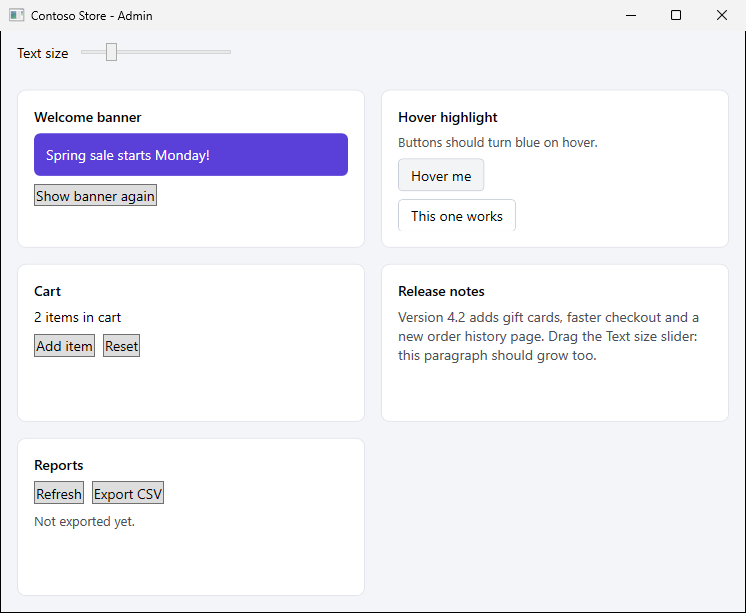 Contoso Store - Admin
Text size
Welcome banner
Spring sale starts Monday!
Show banner again
Hover highlight
Buttons should turn blue on hover.
Hover me
This one works
Cart
2 items in cart
Add item
Reset
Release notes
Version 4.2 adds gift cards, faster checkout and a
new order history page. Drag the Text size slider:
this paragraph should grow too.
Reports
Refresh
Export CSV
Not exported yet.